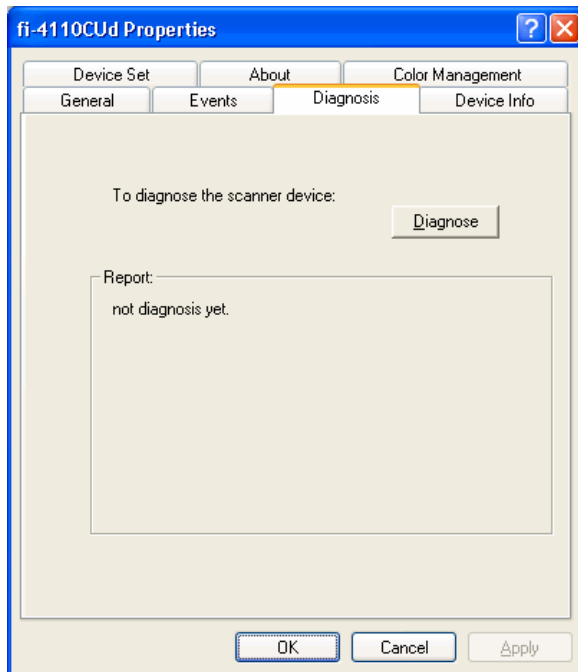 fi-4110CUd Properties
Device Set About Color Management
General Events Diagnosis Device Info
To diagnose the scanner device:
Diagnose
Report:
not diagnosis yet.
OK Cancel Apply